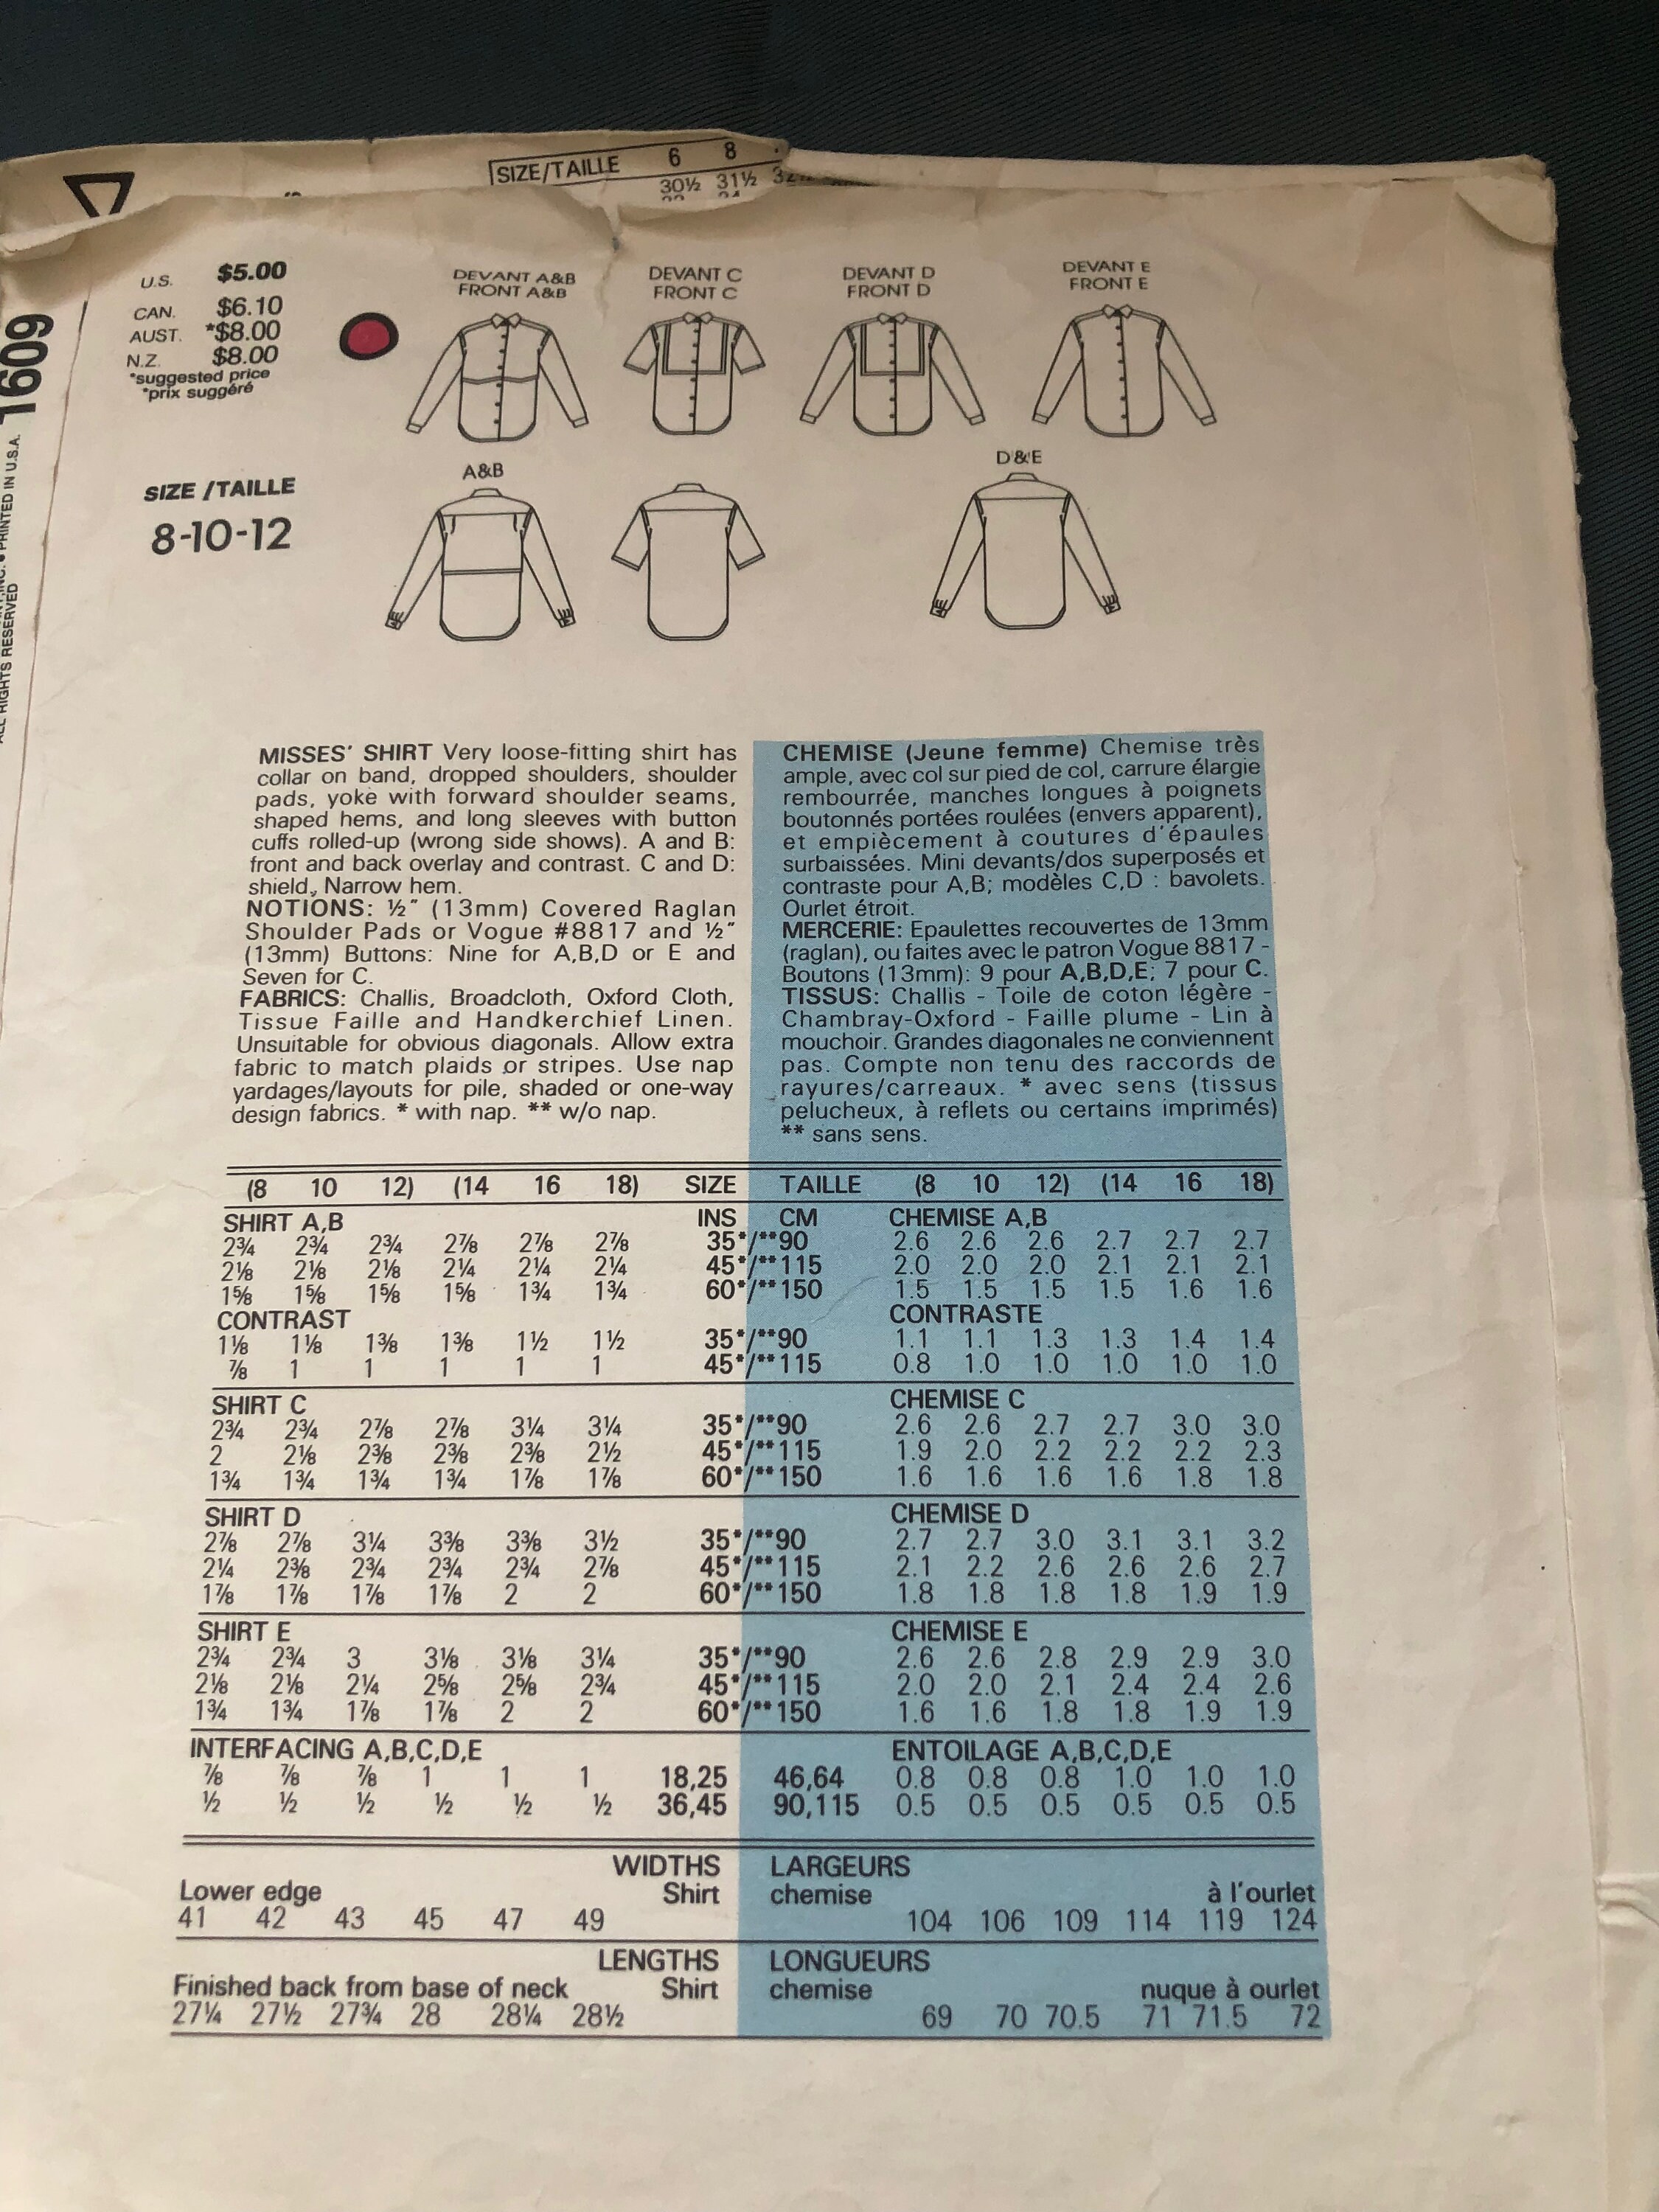 SIZE/TAILLE 6 8
30½ 31½
1609
PRINTED IN U.S.A.
ALL RIGHTS RESERVED
U.S. $5.00
CAN. $6.10
AUST. *$8.00
N.Z. $8.00
*suggested price
*prix suggéré
DEVANT A&B
FRONT A&B
DEVANT C
FRONT C
DEVANT D
FRONT D
DEVANT E
FRONT E
SIZE /TAILLE
8-10-12
A&B
D&E
MISSES' SHIRT Very loose-fitting shirt has
collar on band, dropped shoulders, shoulder
pads, yoke with forward shoulder seams,
shaped hems, and long sleeves with button
cuffs rolled-up (wrong side shows). A and B:
front and back overlay and contrast. C and D:
shield, Narrow hem.
NOTIONS: ½" (13mm) Covered Raglan
Shoulder Pads or Vogue #8817 and ½"
(13mm) Buttons: Nine for A,B,D or E and
Seven for C.
FABRICS: Challis, Broadcloth, Oxford Cloth,
Tissue Faille and Handkerchief Linen.
Unsuitable for obvious diagonals. Allow extra
fabric to match plaids or stripes. Use nap
yardages/layouts for pile, shaded or one-way
design fabrics. * with nap. ** w/o nap.
CHEMISE (Jeune femme) Chemise très
ample, avec col sur pied de col, carrure élargie
rembourrée, manches longues à poignets
boutonnés portées roulées (envers apparent),
et empiècement à coutures d'épaules
surbaissées. Mini devants/dos superposés et
contraste pour A,B; modèles C,D : bavolets.
Ourlet étroit.
MERCERIE: Epaulettes recouvertes de 13mm
(raglan), ou faites avec le patron Vogue 8817 -
Boutons (13mm): 9 pour A,B,D,E; 7 pour C.
TISSUS: Challis - Toile de coton légère -
Chambray-Oxford - Faille plume - Lin à
mouchoir. Grandes diagonales ne conviennent
pas. Compte non tenu des raccords de
rayures/carreaux. * avec sens (tissus
pelucheux, à reflets ou certains imprimés)
** sans sens.
(8 10 12) (14 16 18) SIZE TAILLE (8 10 12) (14 16 18)
SHIRT A,B INS CM CHEMISE A,B
2¾ 2¾ 2¾ 2⅞ 2⅞ 2⅞ 35*/**90 2.6 2.6 2.6 2.7 2.7 2.7
2⅛ 2⅛ 2⅛ 2¼ 2¼ 2¼ 45*/**115 2.0 2.0 2.0 2.1 2.1 2.1
1⅝ 1⅝ 1⅝ 1⅝ 1¾ 1¾ 60*/**150 1.5 1.5 1.5 1.5 1.6 1.6
CONTRAST CONTRASTE
1⅛ 1⅛ 1⅜ 1⅜ 1½ 1½ 35*/**90 1.1 1.1 1.3 1.3 1.4 1.4
⅞ 1 1 1 1 1 45*/**115 0.8 1.0 1.0 1.0 1.0 1.0
SHIRT C CHEMISE C
2¾ 2¾ 2⅞ 2⅞ 3¼ 3¼ 35*/**90 2.6 2.6 2.7 2.7 3.0 3.0
2 2⅛ 2⅜ 2⅜ 2⅜ 2½ 45*/**115 1.9 2.0 2.2 2.2 2.2 2.3
1¾ 1¾ 1¾ 1¾ 1⅞ 1⅞ 60*/**150 1.6 1.6 1.6 1.6 1.8 1.8
SHIRT D CHEMISE D
2⅞ 2⅞ 3¼ 3⅜ 3⅜ 3½ 35*/**90 2.7 2.7 3.0 3.1 3.1 3.2
2¼ 2⅜ 2¾ 2¾ 2¾ 2⅞ 45*/**115 2.1 2.2 2.6 2.6 2.6 2.7
1⅞ 1⅞ 1⅞ 1⅞ 2 2 60*/**150 1.8 1.8 1.8 1.8 1.9 1.9
SHIRT E CHEMISE E
2¾ 2¾ 3 3⅛ 3⅛ 3¼ 35*/**90 2.6 2.6 2.8 2.9 2.9 3.0
2⅛ 2⅛ 2¼ 2⅝ 2⅝ 2¾ 45*/**115 2.0 2.0 2.1 2.4 2.4 2.6
1¾ 1¾ 1⅞ 1⅞ 2 2 60*/**150 1.6 1.6 1.8 1.8 1.9 1.9
INTERFACING A,B,C,D,E ENTOILAGE A,B,C,D,E
⅞ ⅞ ⅞ 1 1 1 18,25 46,64 0.8 0.8 0.8 1.0 1.0 1.0
½ ½ ½ ½ ½ ½ 36,45 90,115 0.5 0.5 0.5 0.5 0.5 0.5
WIDTHS LARGEURS
Lower edge Shirt chemise à l'ourlet
41 42 43 45 47 49 104 106 109 114 119 124
LENGTHS LONGUEURS
Finished back from base of neck Shirt chemise nuque à ourlet
27¼ 27½ 27¾ 28 28¼ 28½ 69 70 70.5 71 71.5 72